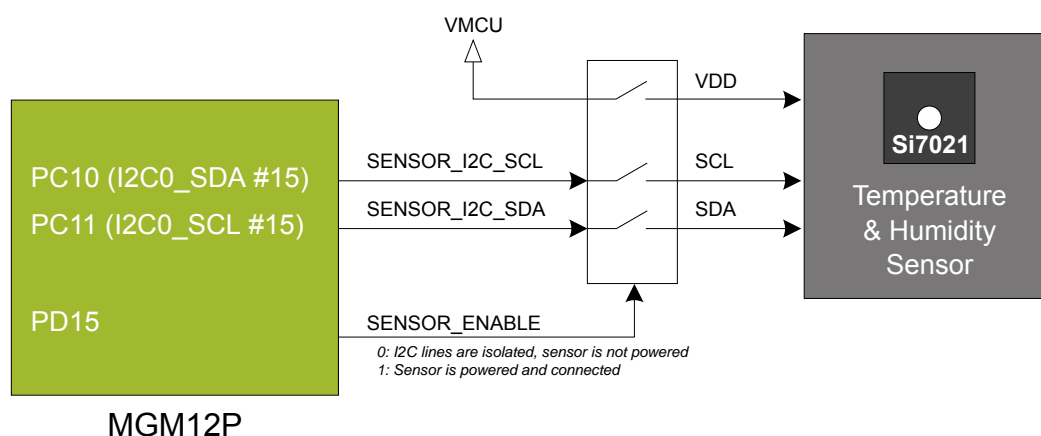 VMCU
VDD
Si7021
PC10 (I2C0_SDA #15)
SENSOR_I2C_SCL
SCL
PC11 (I2C0_SCL #15)
SENSOR_I2C_SDA
SDA
Temperature
& Humidity
Sensor
PD15
SENSOR_ENABLE
0: I2C lines are isolated, sensor is not powered
1: Sensor is powered and connected
MGM12P